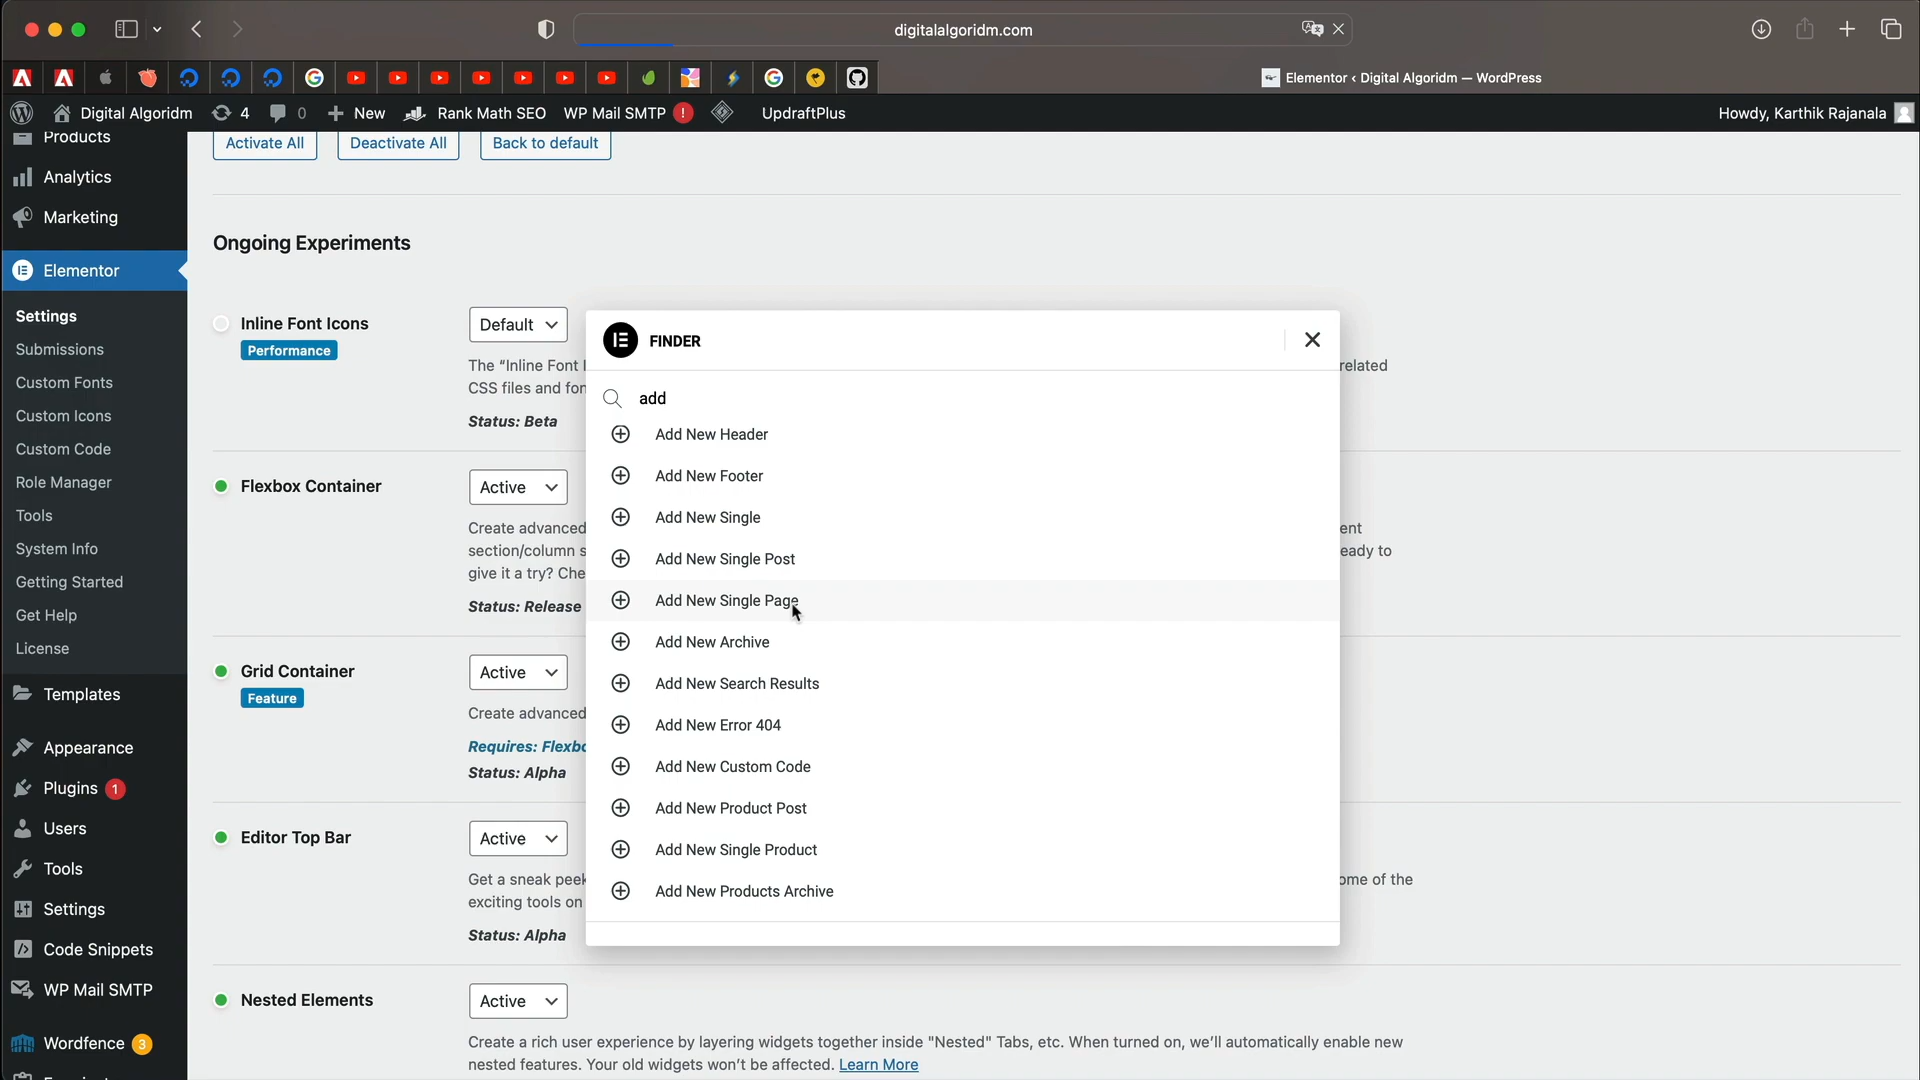 digitalalgoridm.com
Elementor < Digital Algoridm — WordPress
Digital Algoridm 4 0 New Rank Math SEO WP Mail SMTP ! UpdraftPlus Howdy, Karthik Rajanala
Products
Analytics
Marketing
Elementor
Settings
Submissions
Custom Fonts
Custom Icons
Custom Code
Role Manager
Tools
System Info
Getting Started
Get Help
License
Templates
Appearance
Plugins 1
Users
Tools
Settings
Code Snippets
WP Mail SMTP
Wordfence 3
Activate All Deactivate All Back to default
Ongoing Experiments
Inline Font Icons
Performance
Default
The "Inline Font related
CSS files and fon
Status: Beta
Flexbox Container
Active
Create advanced ent
section/column s eady to
give it a try? Che
Status: Release
Grid Container
Feature
Active
Create advanced
Requires: Flexbo
Status: Alpha
Editor Top Bar
Active
Get a sneak peek ome of the
exciting tools on
Status: Alpha
Nested Elements
Active
Create a rich user experience by layering widgets together inside "Nested" Tabs, etc. When turned on, we'll automatically enable new
nested features. Your old widgets won't be affected. Learn More
FINDER
add
Add New Header
Add New Footer
Add New Single
Add New Single Post
Add New Single Page
Add New Archive
Add New Search Results
Add New Error 404
Add New Custom Code
Add New Product Post
Add New Single Product
Add New Products Archive